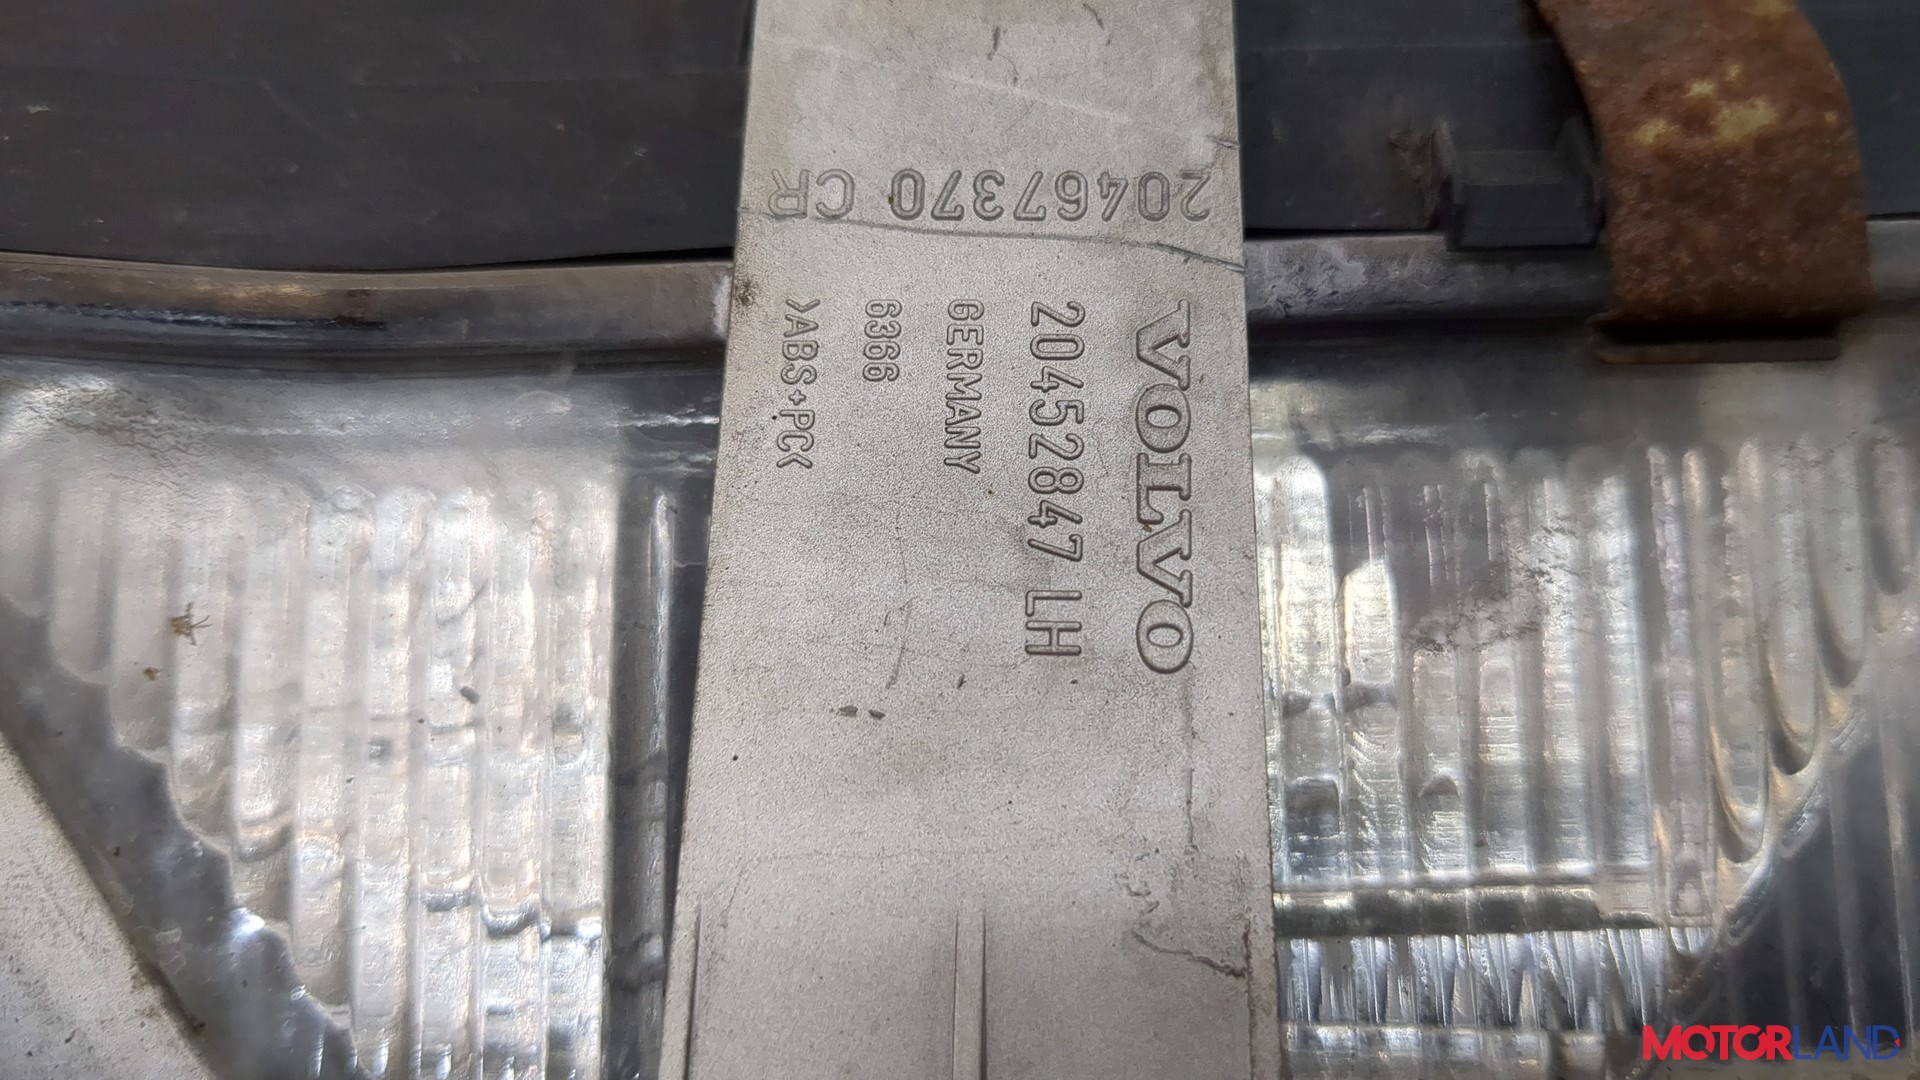 20467370 CR
VOLVO
20452847 LH
GERMANY
6366
>ABS+PC<
MOTORLAND